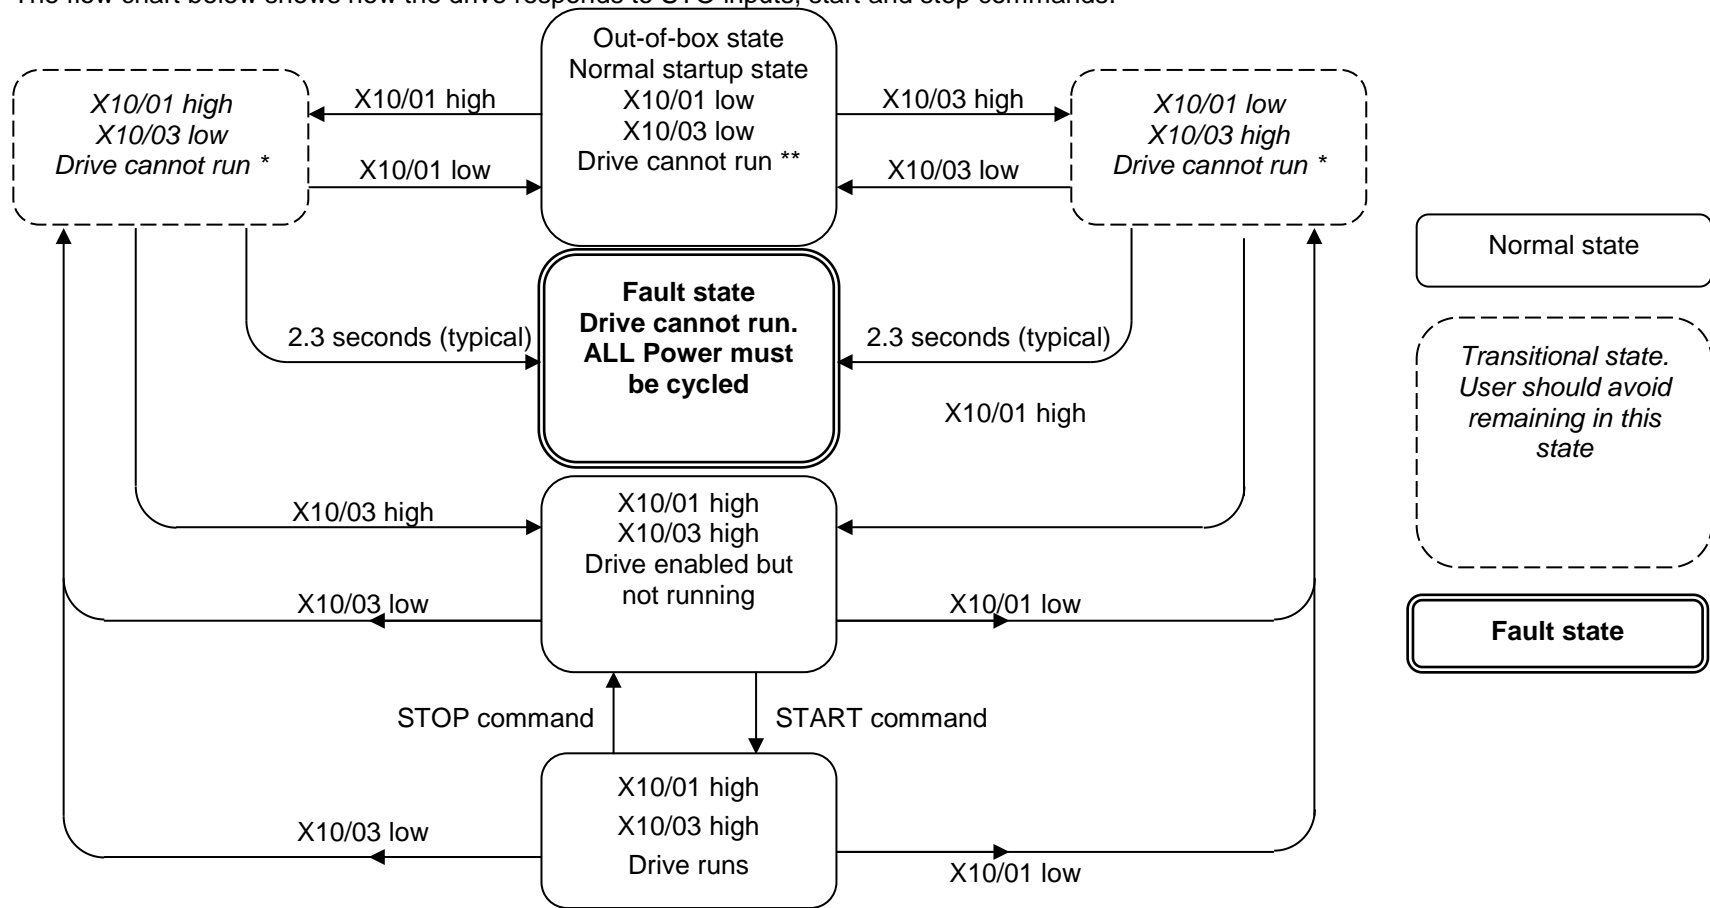 The flow chart below shows how the drive responds to STO inputs, start and stop commands.
Out-of-box state
Normal startup state
X10/01 low
X10/03 low
Drive cannot run **
X10/01 high
X10/03 low
Drive cannot run *
X10/01 high
X10/01 low
X10/03 high
X10/03 low
X10/01 low
X10/03 high
Drive cannot run *
Fault state
Drive cannot run.
ALL Power must
be cycled
2.3 seconds (typical)
2.3 seconds (typical)
X10/01 high
X10/03 high
X10/01 high
X10/03 high
Drive enabled but
not running
X10/03 low
X10/01 low
STOP command
START command
X10/01 high
X10/03 high
Drive runs
X10/03 low
X10/01 low
Normal state
Transitional state.
User should avoid
remaining in this
state
Fault state